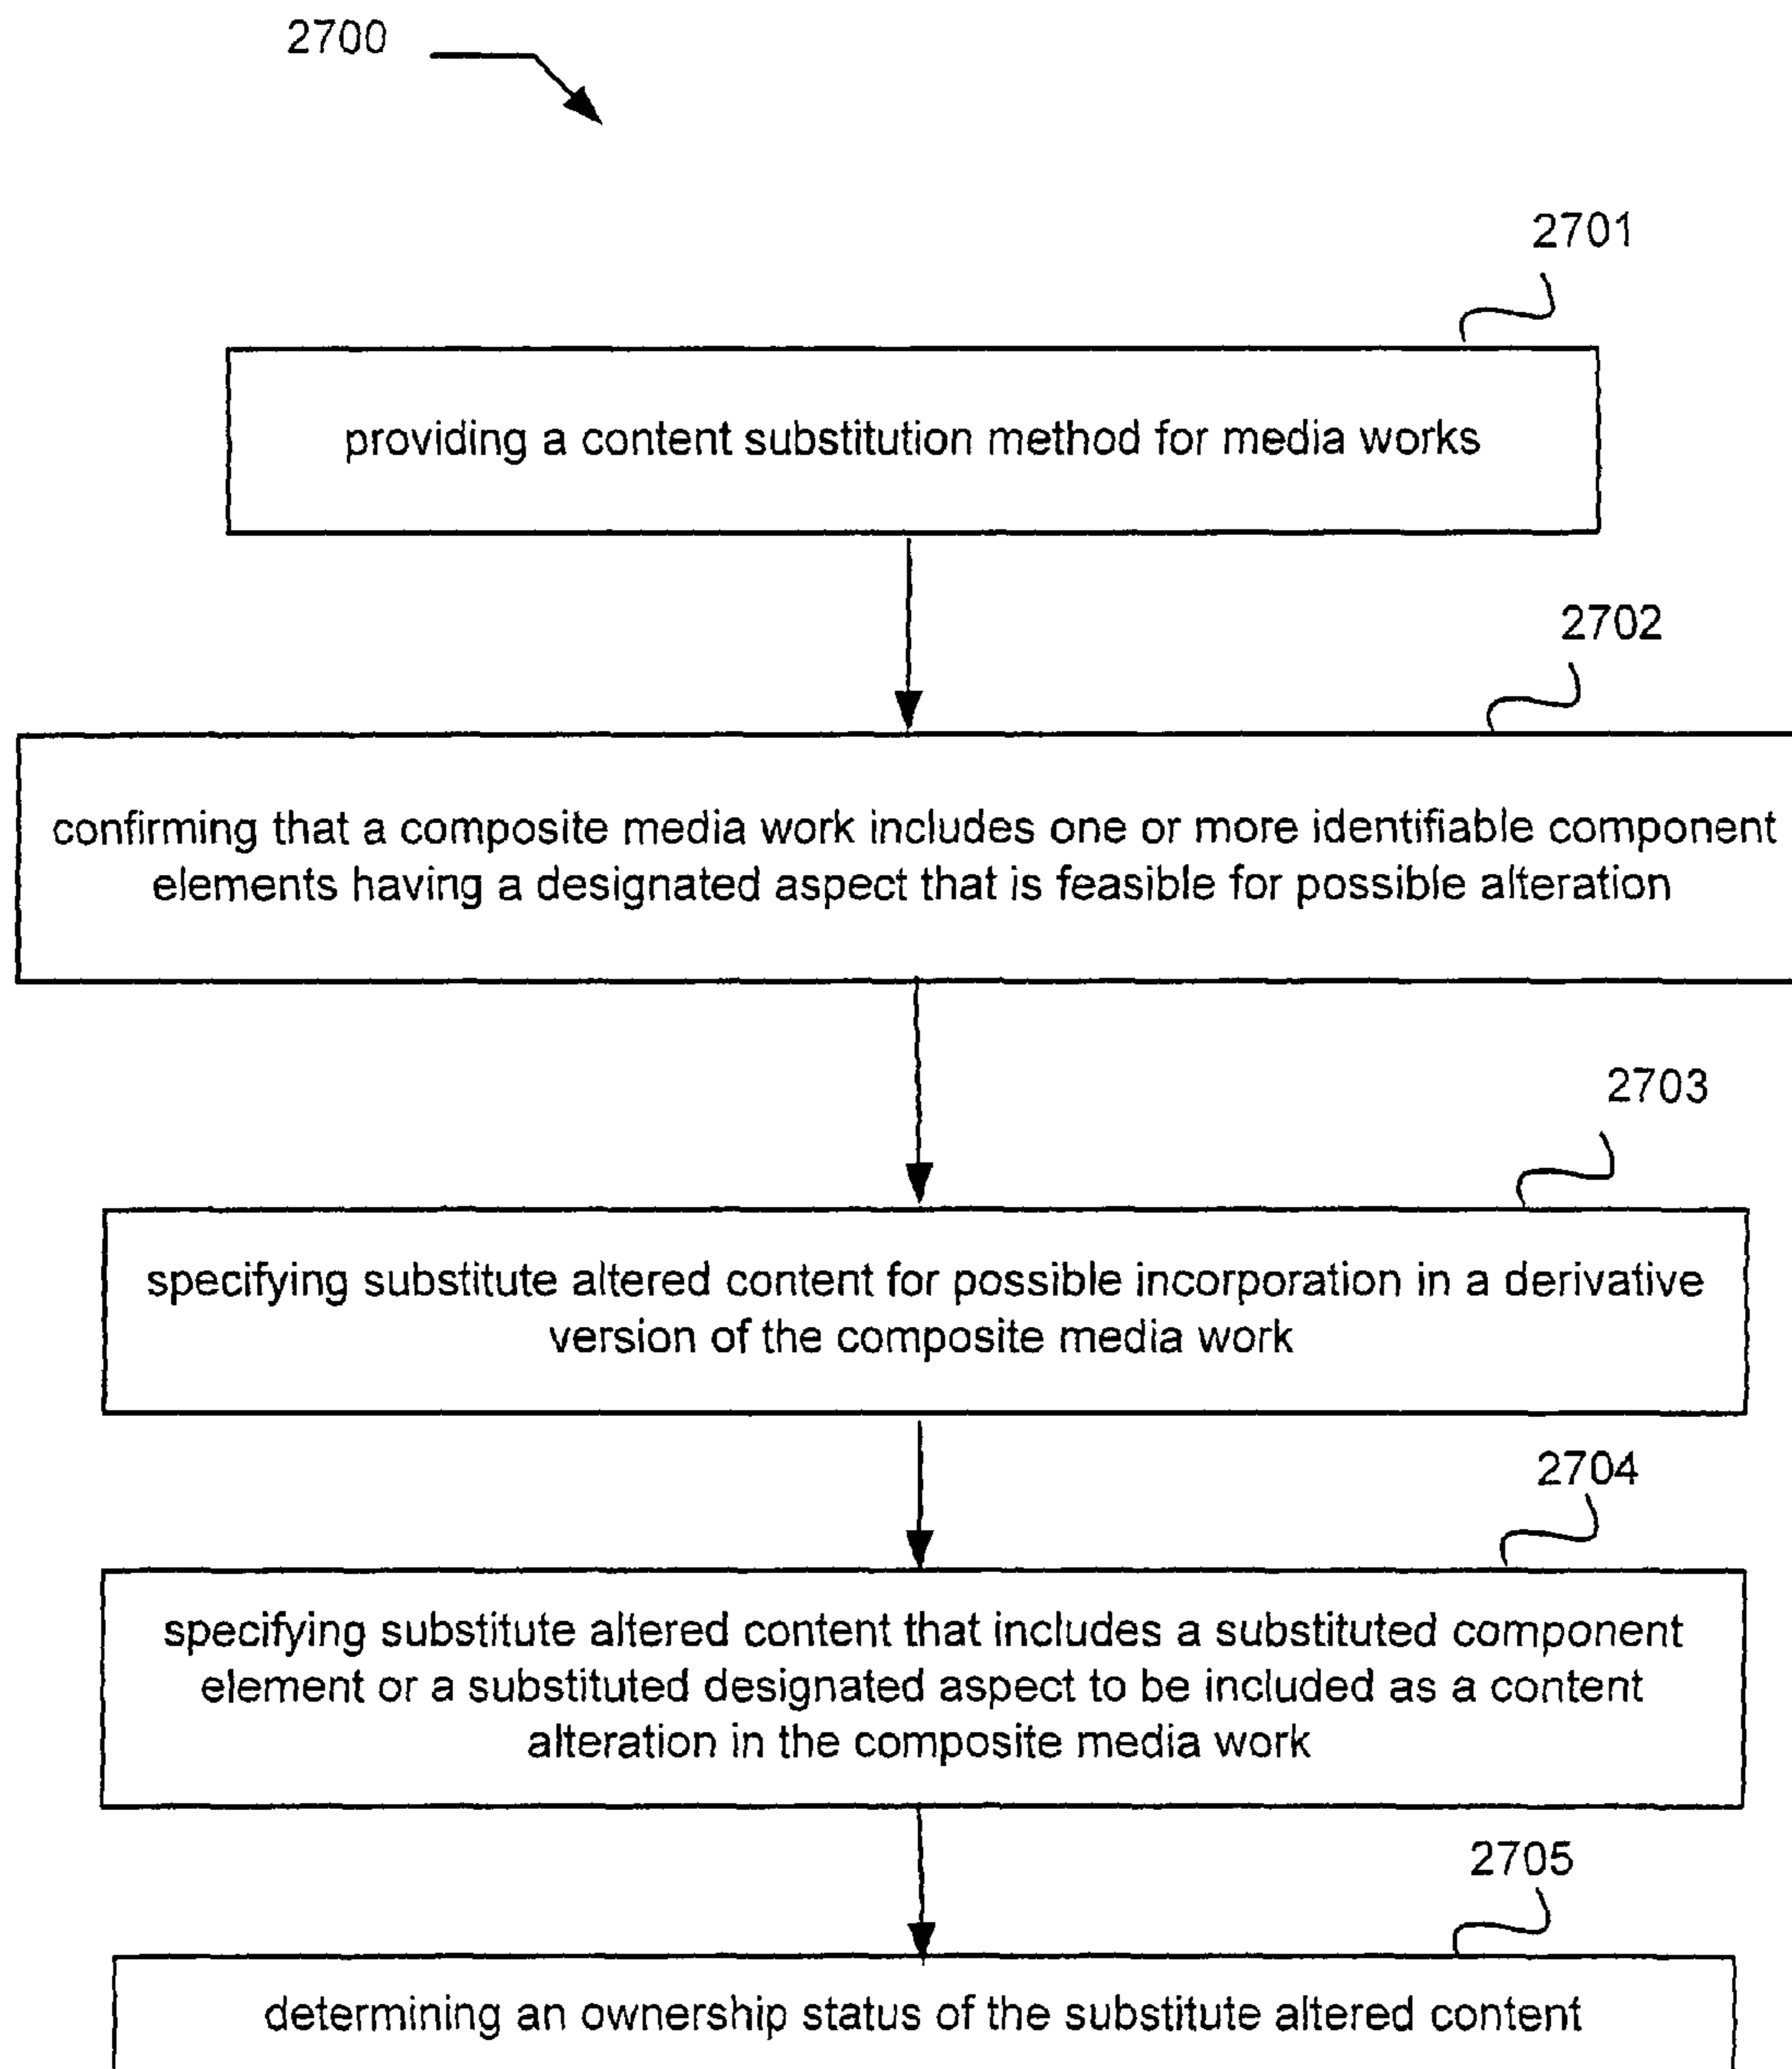 2700
2701
providing a content substitution method for media works
2702
confirming that a composite media work includes one or more identifiable component
elements having a designated aspect that is feasible for possible alteration
2703
specifying substitute altered content for possible incorporation in a derivative
version of the composite media work
2704
specifying substitute altered content that includes a substituted component
element or a substituted designated aspect to be included as a content
alteration in the composite media work
2705
determining an ownership status of the substitute altered content